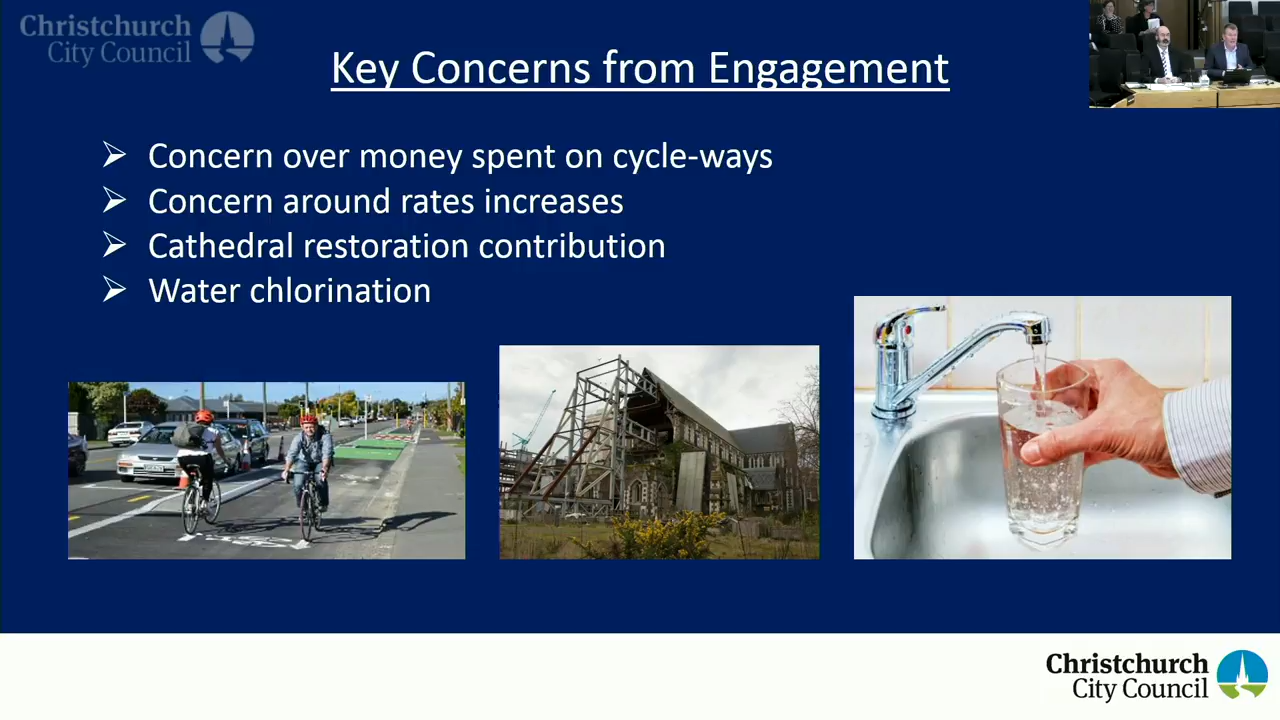 Christchurch
City Council
Key Concerns from Engagement
Concern over money spent on cycle-ways
Concern around rates increases
Cathedral restoration contribution
Water chlorination
Christchurch
City Council